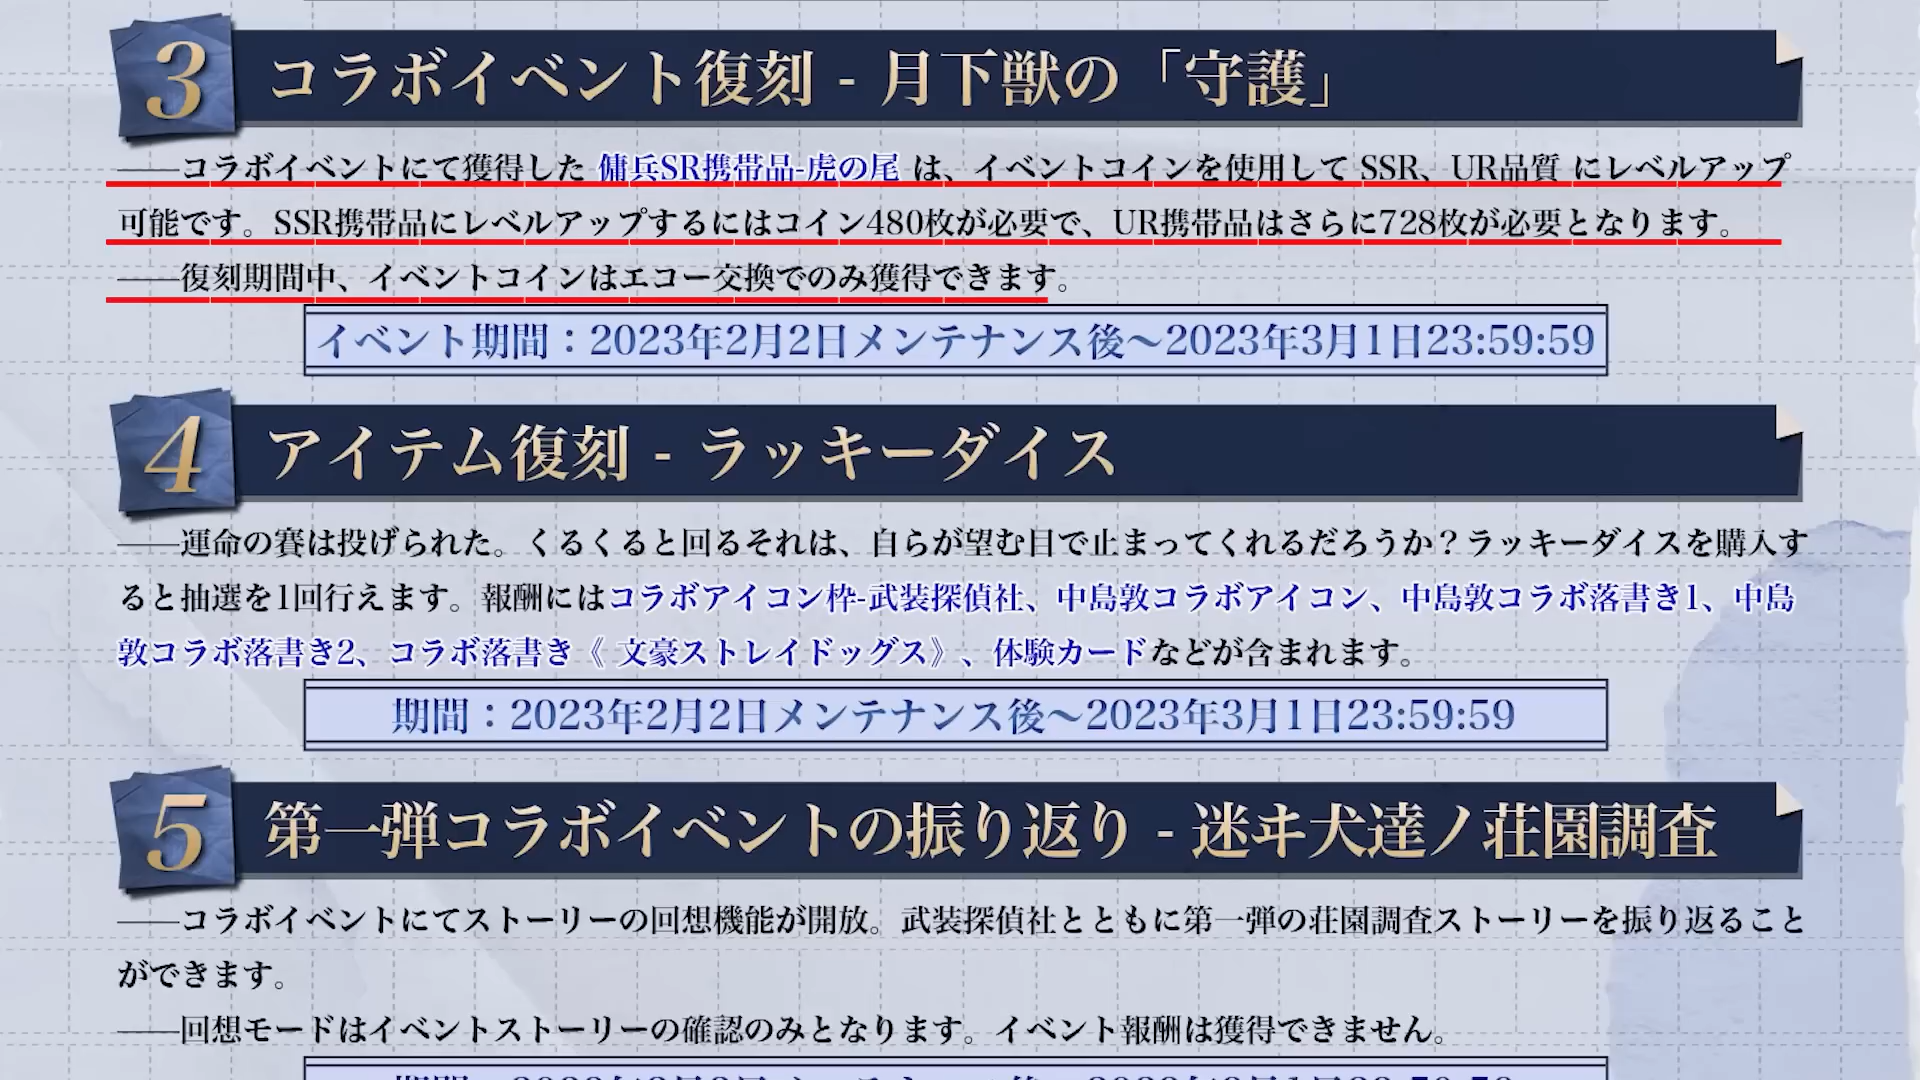 3 コラボイベント復刻 - 月下獣の「守護」
――コラボイベントにて獲得した 傭兵SR携帯品-虎の尾 は、イベントコインを使用して SSR、UR品質 にレベルアップ
可能です。SSR携帯品にレベルアップするにはコイン480枚が必要で、UR携帯品はさらに728枚が必要となります。
――復刻期間中、イベントコインはエコー交換でのみ獲得できます。
イベント期間：2023年2月2日メンテナンス後～2023年3月1日23:59:59
4 アイテム復刻 - ラッキーダイス
――運命の賽は投げられた。くるくると回るそれは、自らが望む目で止まってくれるだろうか？ラッキーダイスを購入す
ると抽選を1回行えます。報酬にはコラボアイコン枠-武装探偵社、中島敦コラボアイコン、中島敦コラボ落書き1、中島
敦コラボ落書き2、コラボ落書き《 文豪ストレイドッグス》、体験カードなどが含まれます。
期間：2023年2月2日メンテナンス後～2023年3月1日23:59:59
5 第一弾コラボイベントの振り返り - 迷ヰ犬達ノ荘園調査
――コラボイベントにてストーリーの回想機能が開放。武装探偵社とともに第一弾の荘園調査ストーリーを振り返ること
ができます。
――回想モードはイベントストーリーの確認のみとなります。イベント報酬は獲得できません。